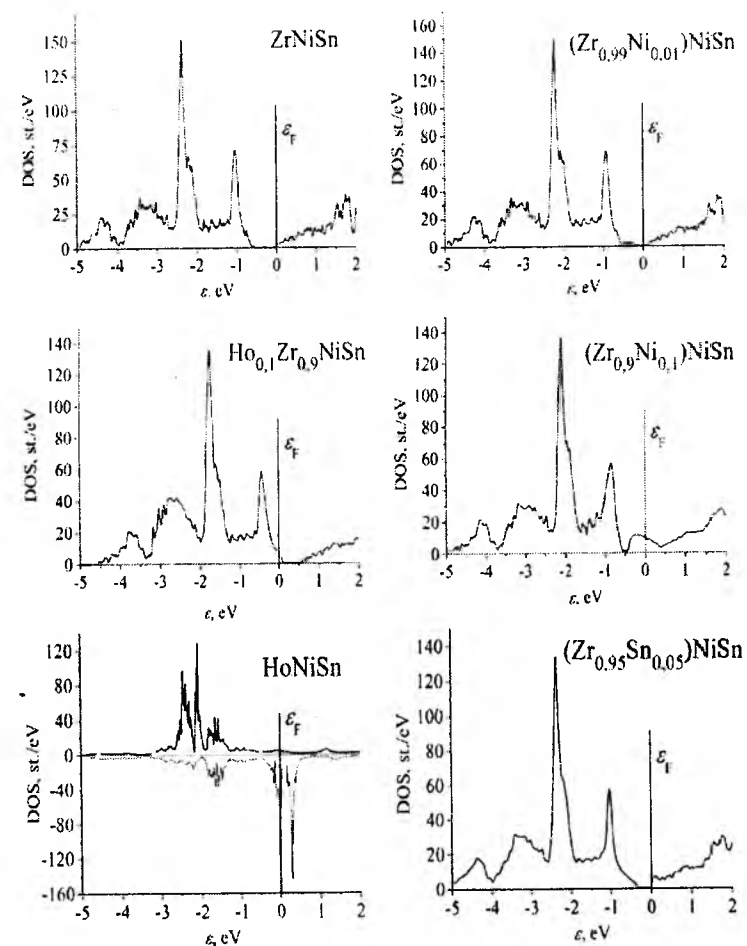 ZrNiSn
DOS, st./eV
150
125
100
75
50
25
0
εF
-5 -4 -3 -2 -1 0 1 2
ε, eV
(Zr0,99Ni0,01)NiSn
DOS, st./eV
160
140
120
100
80
60
40
20
0
εF
-5 -4 -3 -2 -1 0 1 2
ε, eV
Ho0,1Zr0,9NiSn
DOS, st./eV
140
120
100
80
60
40
20
0
εF
-5 -4 -3 -2 -1 0 1 2
ε, eV
(Zr0,9Ni0,1)NiSn
DOS, st./eV
140
120
100
80
60
40
20
0
εF
-5 -4 -3 -2 -1 0 1 2
ε, eV
HoNiSn
DOS, st./eV
120
80
40
0
-40
-80
-120
-160
εF
-5 -4 -3 -2 -1 0 1 2
ε, eV
(Zr0,95Sn0,05)NiSn
DOS, st./eV
140
120
100
80
60
40
20
0
εF
-5 -4 -3 -2 -1 0 1 2
ε, eV